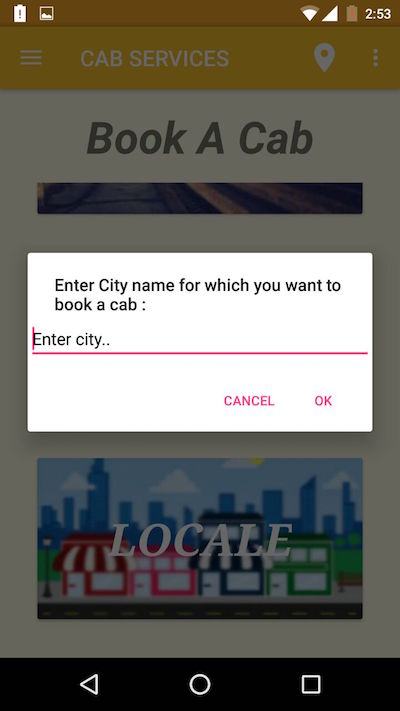 2:53
CAB SERVICES
Book A Cab
Enter City name for which you want to
book a cab :
Enter city..
CANCEL OK
LOCALE